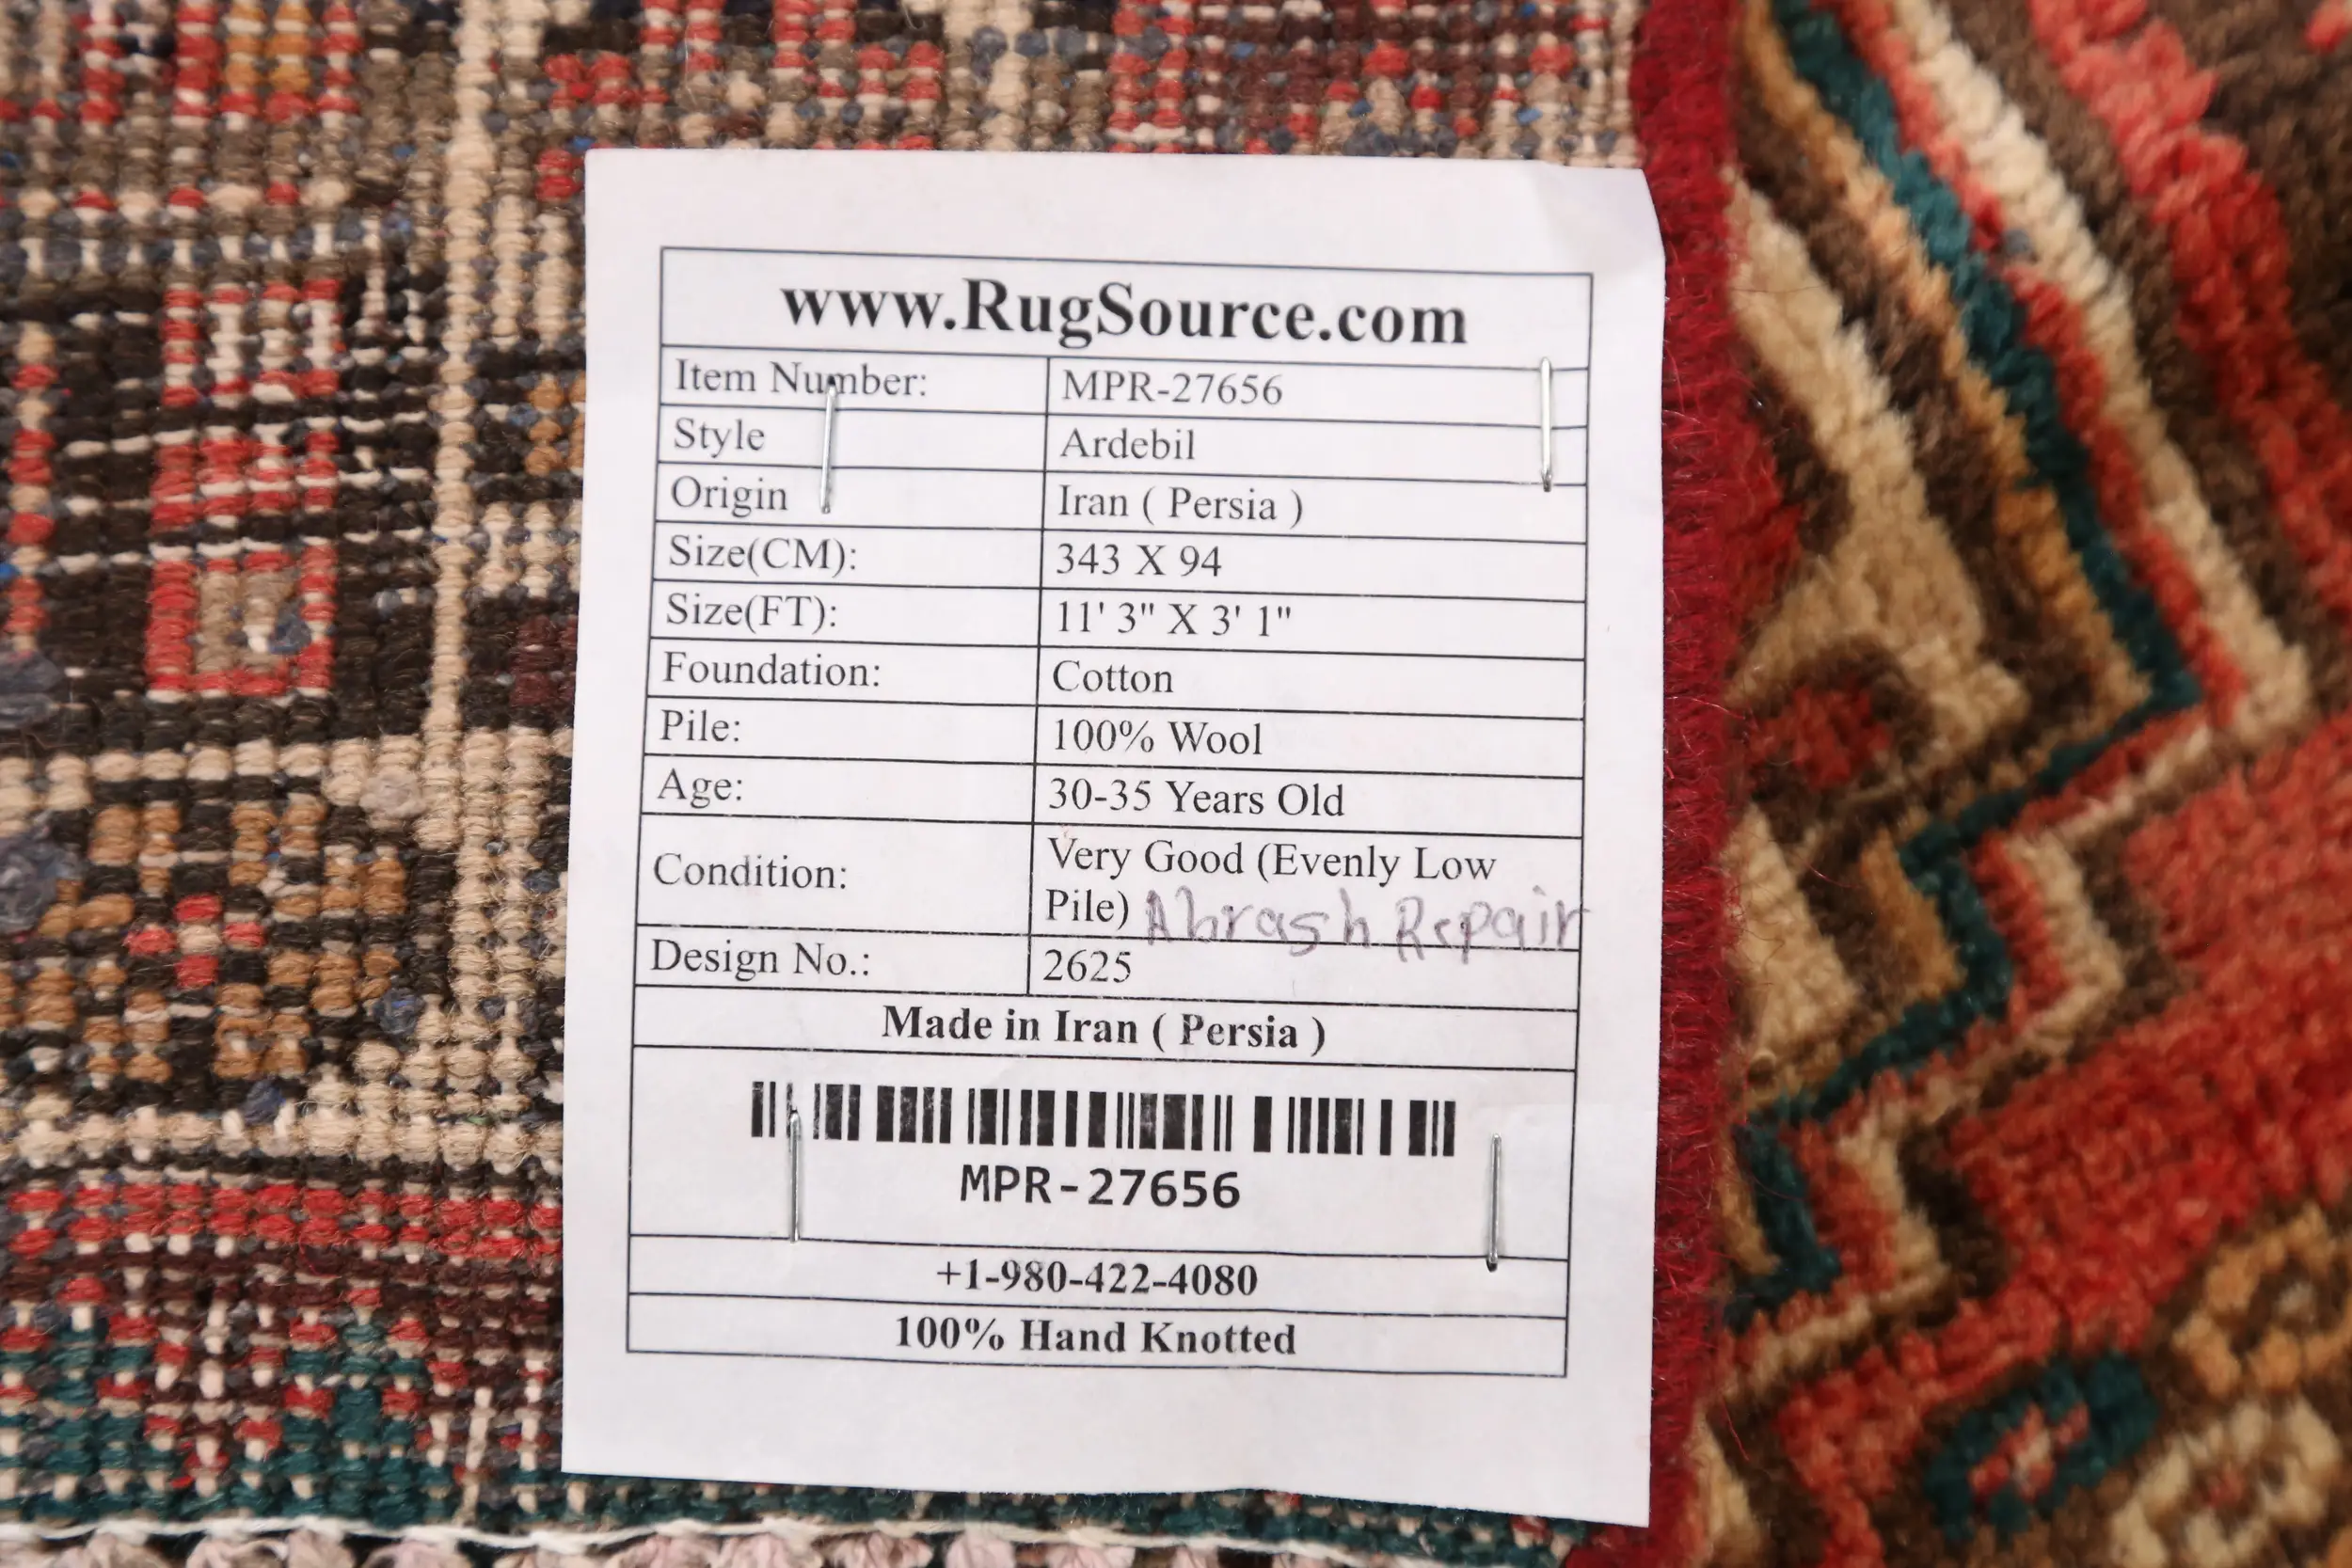 www.RugSource.com
Item Number: MPR-27656
Style Ardebil
Origin Iran ( Persia )
Size(CM): 343 X 94
Size(FT): 11' 3" X 3' 1"
Foundation: Cotton
Pile: 100% Wool
Age: 30-35 Years Old
Condition: Very Good (Evenly Low
Pile) Abrash Repair
Design No.: 2625
Made in Iran ( Persia )
MPR-27656
+1-980-422-4080
100% Hand Knotted